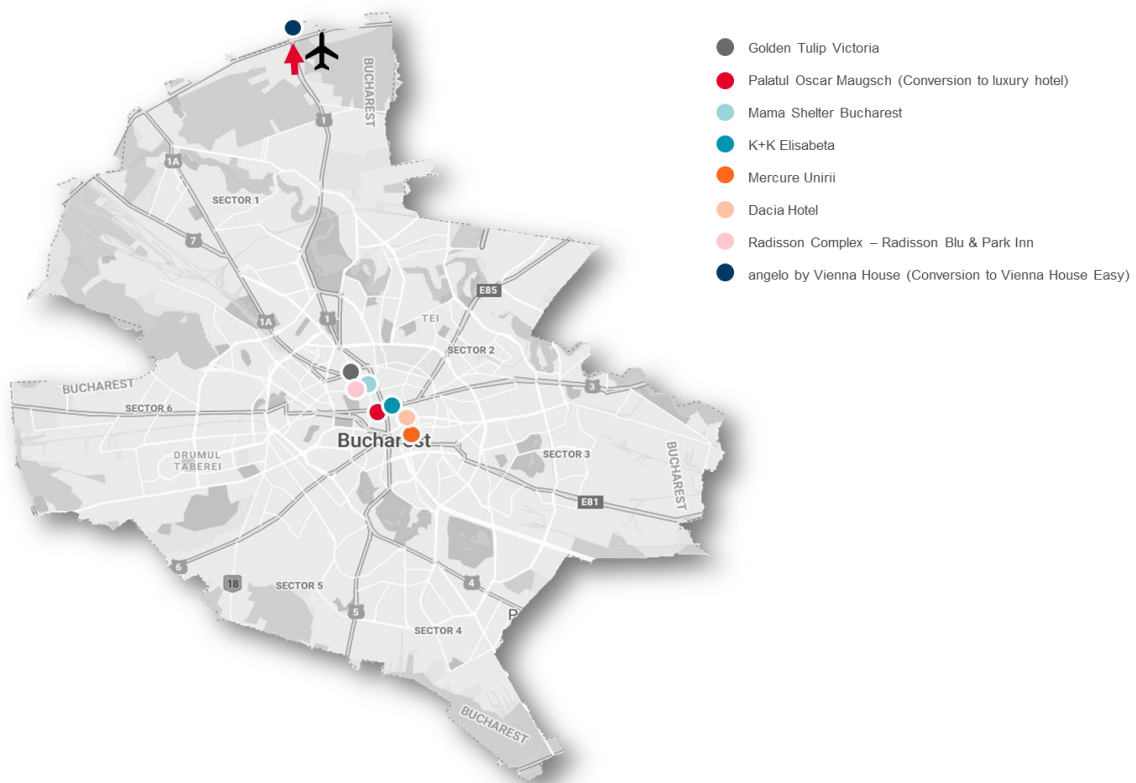 BUCHAREST
1
1A
SECTOR 1
7
E85
1A
1
TEI
SECTOR 2
BUCHAREST
3
SECTOR 6
Bucharest
DRUMUL
TABEREI
SECTOR 3
BUCHAREST
E81
6
18
SECTOR 5
4
5
P
SECTOR 4
BUCHAREST
Golden Tulip Victoria
Palatul Oscar Maugsch (Conversion to luxury hotel)
Mama Shelter Bucharest
K+K Elisabeta
Mercure Unirii
Dacia Hotel
Radisson Complex – Radisson Blu & Park Inn
angelo by Vienna House (Conversion to Vienna House Easy)